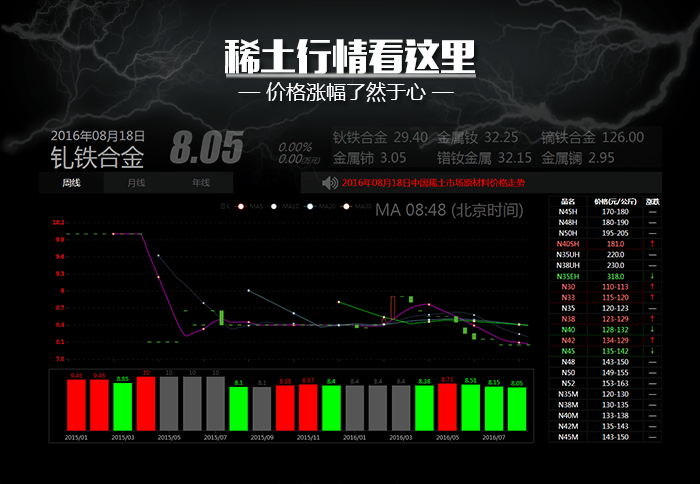 稀土行情看这里
— 价格涨幅了然于心 —
2016年08月18日
钆铁合金
8.05
0.00%
0.00(万元)
钬铁合金 29.40 金属钕 32.25 镝铁合金 126.00
金属铈 3.05 镨钕金属 32.15 金属镧 2.95
周线 月线 年线
2016年08月18日中国稀土市场原材料价格走势
日K MA5 MA10 MA20 MA30
MA 08:48 (北京时间)
10.2
9.9
9.6
9.3
9
8.7
8.4
8.1
7.8
9.45 9.46 8.85 10 10 10 10 8.1 8.1 8.4 8.4 8.4 8.4 8.38 8.51 8.15 8.05
2015/01 2015/03 2015/05 2015/07 2015/09 2015/11 2016/01 2016/03 2016/05 2016/07
品名 价格(元/公斤) 涨跌
N45H 170-180 —
N48H 180-190 —
N50H 195-205 —
N40SH 181.0 ↑
N35UH 220.0 —
N38UH 230.0 —
N35EH 318.0 ↓
N30 110-113 ↑
N33 115-120 ↑
N35 120-123 —
N38 123-129 ↑
N40 128-132 ↓
N42 134-129 ↑
N45 135-142 ↓
N48 143-150 —
N50 149-155 —
N52 153-163 —
N35M 120-130 —
N38M 130-135 —
N40M 133-138 —
N42M 135-143 —
N45M 143-150 —